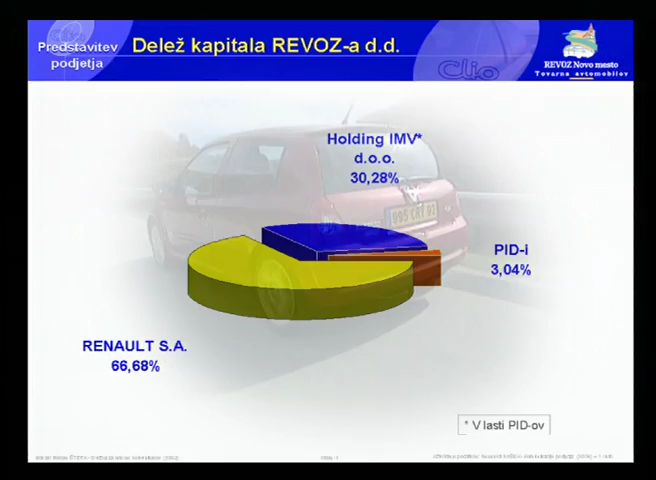 Predstavitev
podjetja
Delež kapitala REVOZ-a d.d.
Clio
REVOZ Novo mesto
Tovarna avtomobilov
Holding IMV*
d.o.o.
30,28%
PID-i
3,04%
RENAULT S.A.
66,68%
* V lasti PID-ov